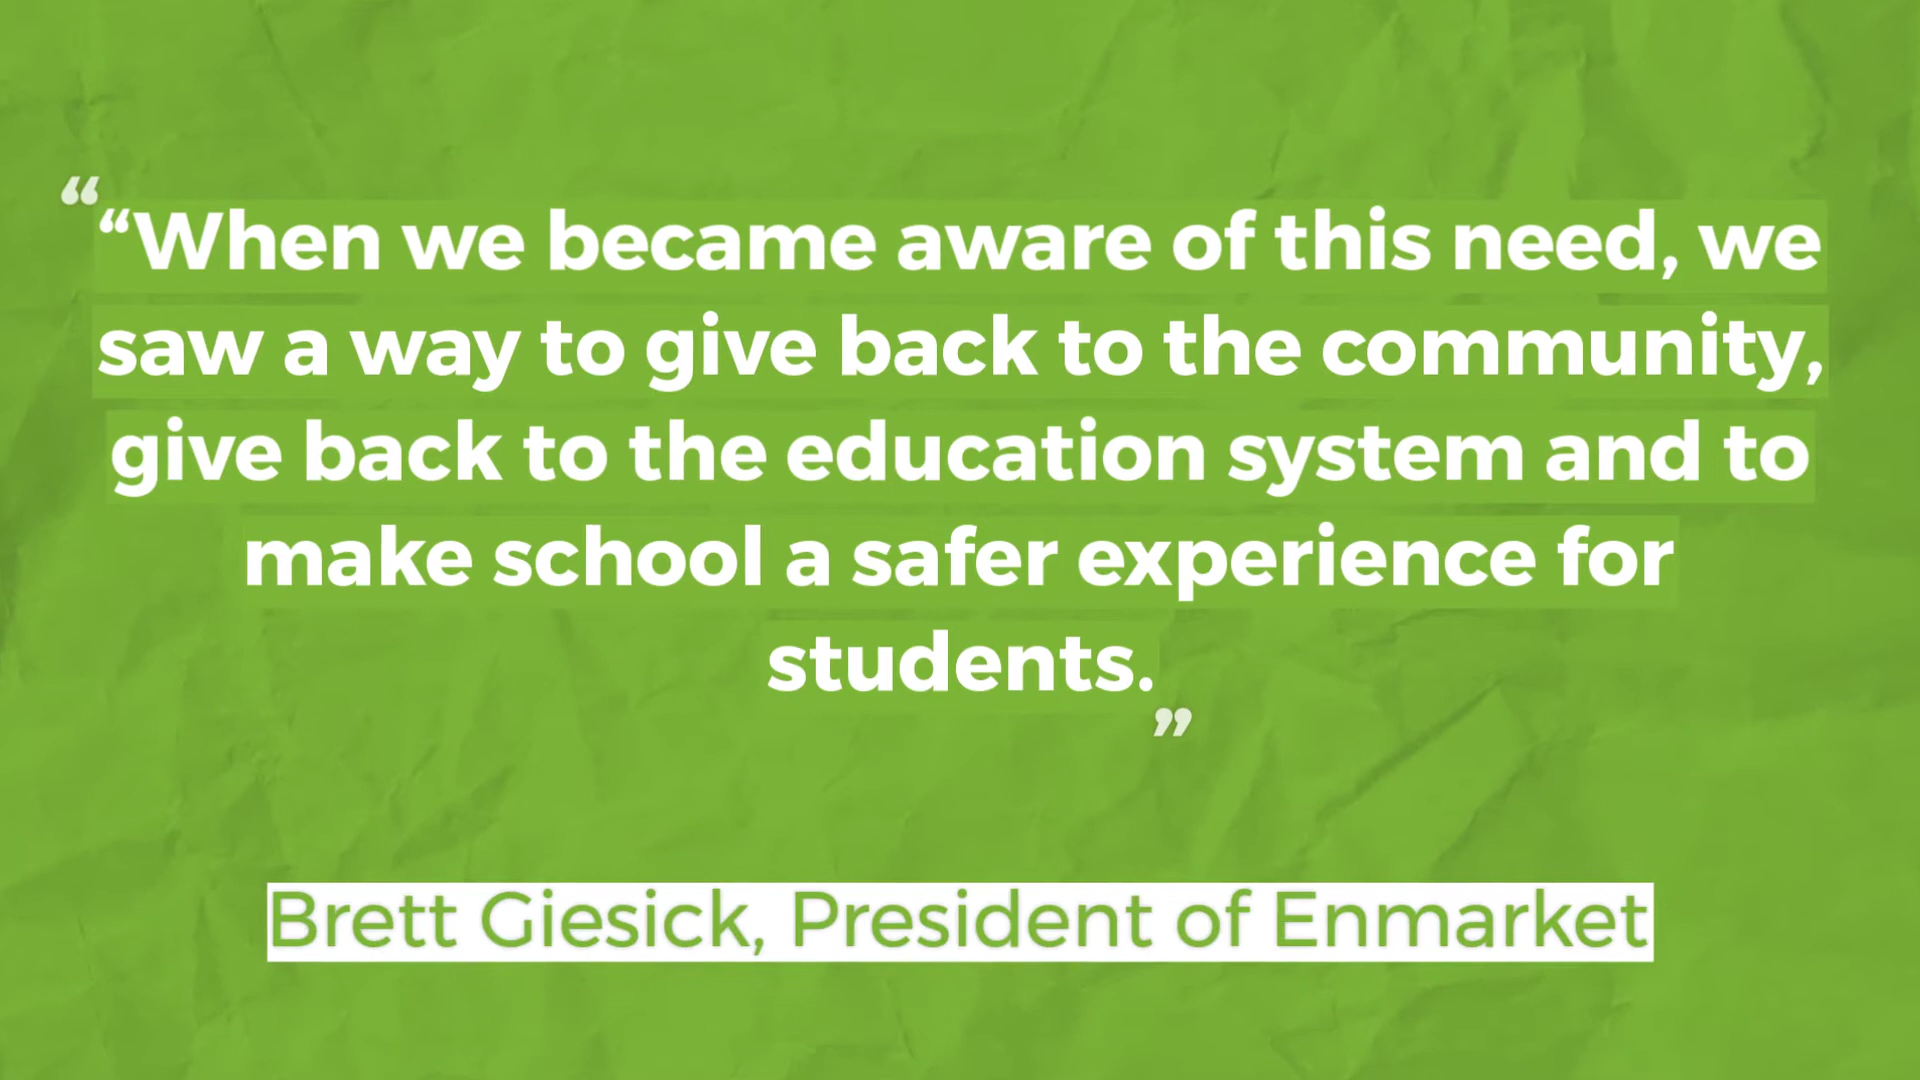 ““When we became aware of this need, we
saw a way to give back to the community,
give back to the education system and to
make school a safer experience for
students.”
Brett Giesick, President of Enmarket